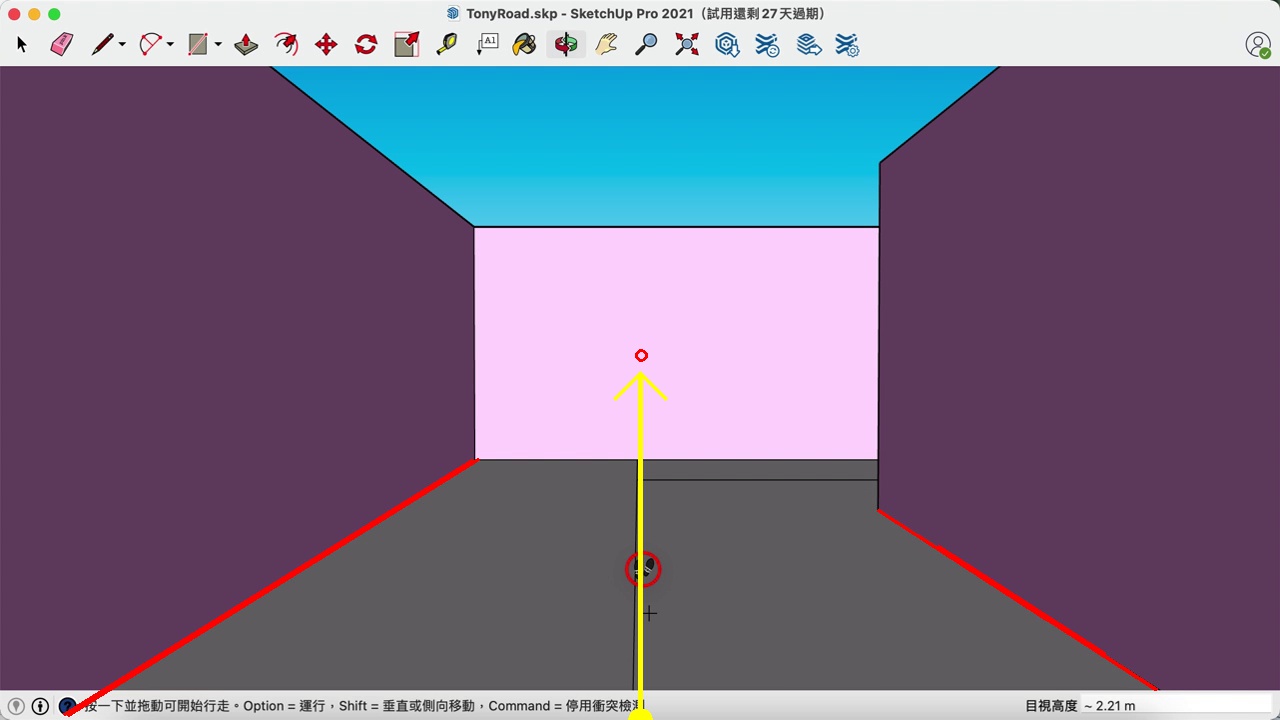 TonyRoad.skp - SketchUp Pro 2021（試用還剩 27 天過期）
A1
?
按一下並拖動可開始行走。Option = 運行，Shift = 垂直或側向移動，Command = 停用衝突檢測
目視高度 ~ 2.21 m